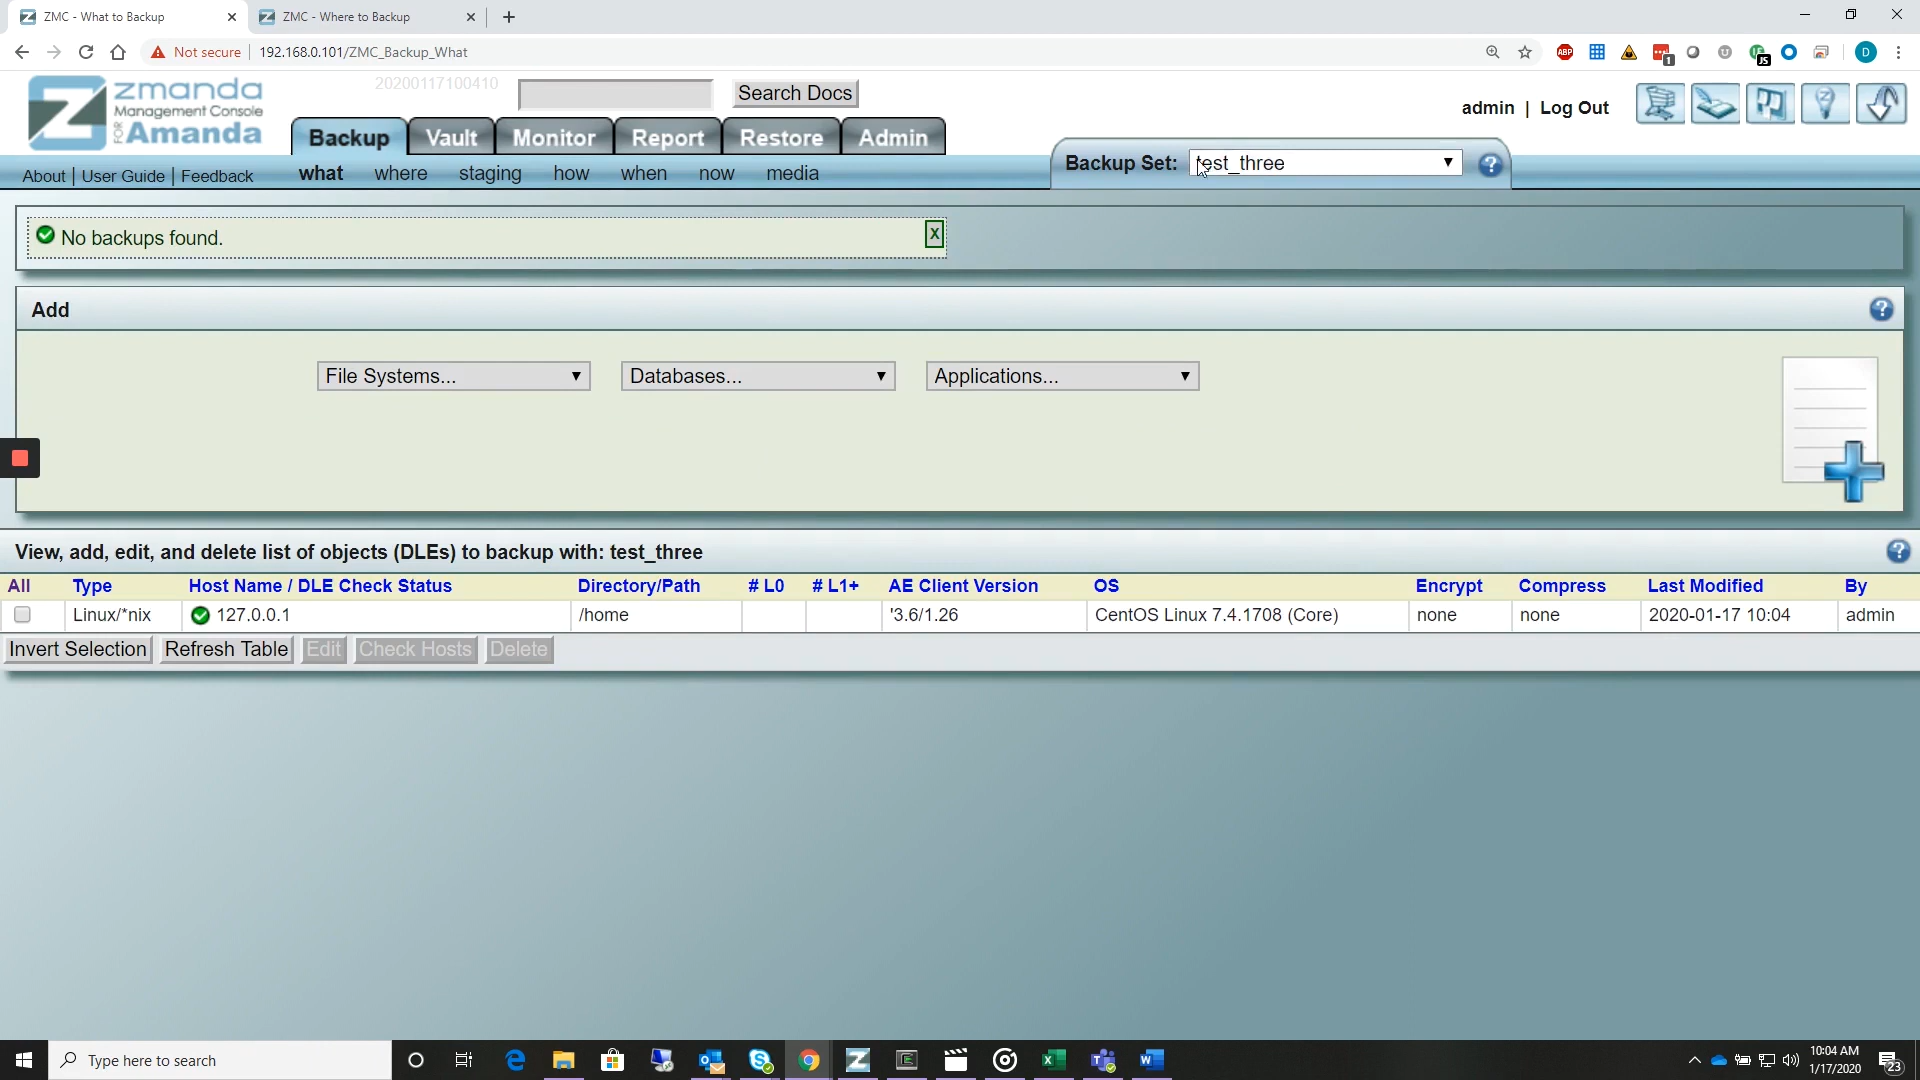 ZMC - What to Backup
ZMC - Where to Backup
Not secure
192.168.0.101/ZMC_Backup_What
ABP
1
JS
D
zmanda
Management Console
FOR Amanda
20200117100410
Search Docs
admin | Log Out
Backup
Vault
Monitor
Report
Restore
Admin
About | User Guide | Feedback
what
where
staging
how
when
now
media
Backup Set:
test_three
No backups found.
X
Add
File Systems...
Databases...
Applications...
View, add, edit, and delete list of objects (DLEs) to backup with: test_three
All Type Host Name / DLE Check Status Directory/Path # L0 # L1+ AE Client Version OS Encrypt Compress Last Modified By
Linux/*nix 127.0.0.1 /home '3.6/1.26 CentOS Linux 7.4.1708 (Core) none none 2020-01-17 10:04 admin
Invert Selection Refresh Table Edit Check Hosts Delete
Type here to search
10:04 AM
1/17/2020
23